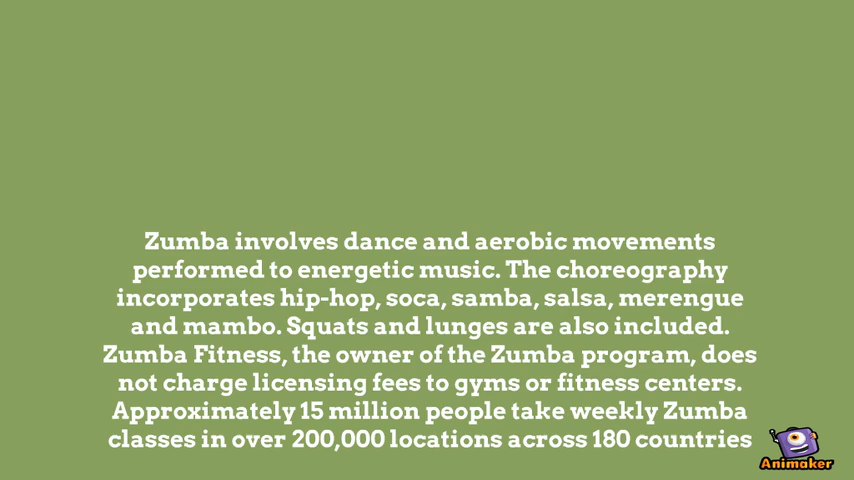 Zumba involves dance and aerobic movements
performed to energetic music. The choreography
incorporates hip-hop, soca, samba, salsa, merengue
and mambo. Squats and lunges are also included.
Zumba Fitness, the owner of the Zumba program, does
not charge licensing fees to gyms or fitness centers.
Approximately 15 million people take weekly Zumba
classes in over 200,000 locations across 180 countries
Animaker